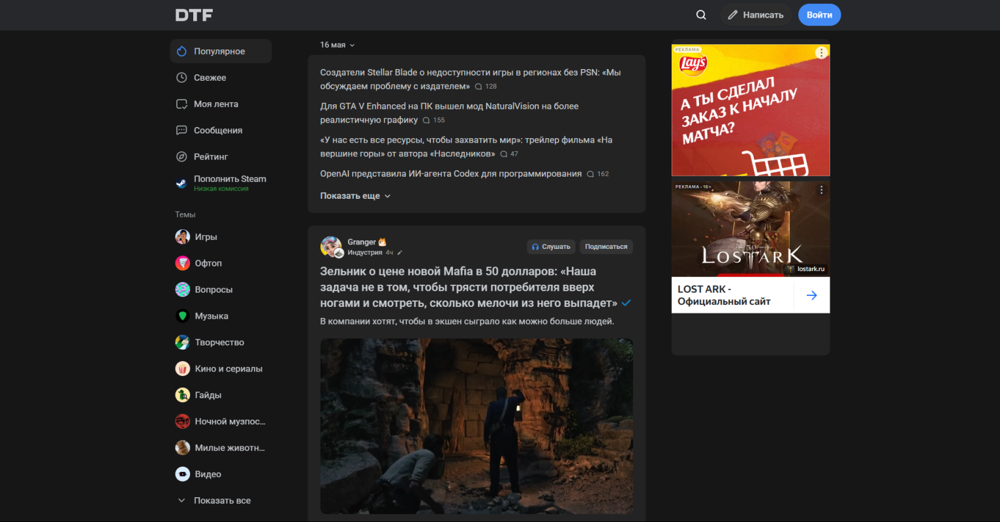 DTF
Написать
Войти
Популярное
Свежее
Моя лента
Сообщения
Рейтинг
Пополнить Steam
Низкая комиссия
Темы
Игры
Офтоп
Вопросы
Музыка
Творчество
Кино и сериалы
Гайды
Ночной музпос...
Милые животн...
Видео
Показать все
16 мая
Создатели Stellar Blade о недоступности игры в регионах без PSN: «Мы
обсуждаем проблему с издателем» 128
Для GTA V Enhanced на ПК вышел мод NaturalVision на более
реалистичную графику 155
«У нас есть все ресурсы, чтобы захватить мир»: трейлер фильма «На
вершине горы» от автора «Наследников» 47
OpenAI представила ИИ-агента Codex для программирования 162
Показать еще
Granger
Индустрия 4ч
Слушать
Подписаться
Зельник о цене новой Mafia в 50 долларов: «Наша
задача не в том, чтобы трясти потребителя вверх
ногами и смотреть, сколько мелочи из него выпадет»
В компании хотят, чтобы в экшен сыграло как можно больше людей.
РЕКЛАМА
Lay's
А ТЫ СДЕЛАЛ
ЗАКАЗ К НАЧАЛУ
МАТЧА?
РЕКЛАМА • 16+
LOST ARK
lostark.ru
LOST ARK -
Официальный сайт